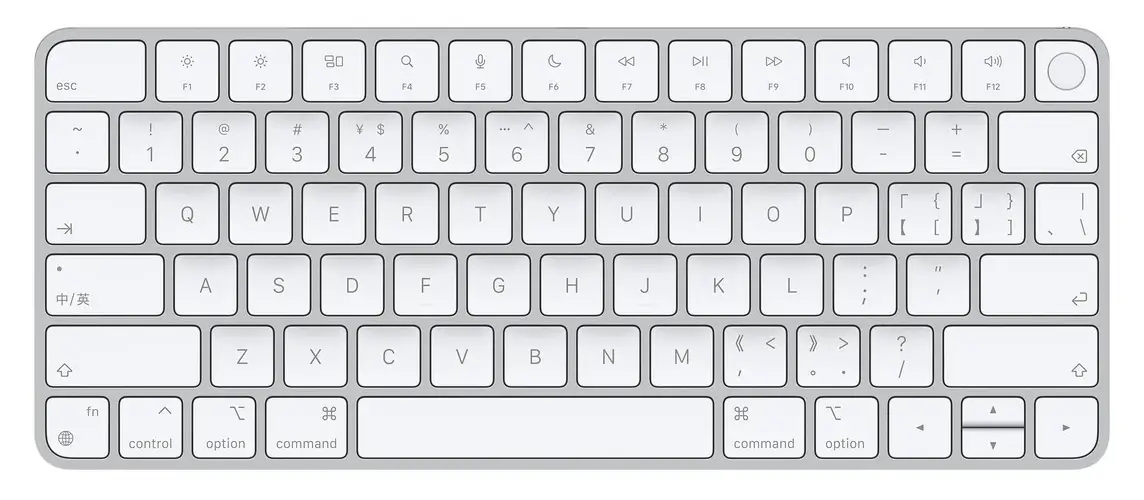 esc F1 F2 F3 F4 F5 F6 F7 F8 F9 F10 F11 F12
~ ! @ # ¥ $ % … ^ & * ( ) — +
· 1 2 3 4 5 6 7 8 9 0 - =
Q W E R T Y U I O P 「 { 」 } |
【 [ 】 ] 、 \
A S D F G H J K L : "
中/英 ; '
Z X C V B N M 《 < 》 > ?
, 。 . /
fn
control option command command option